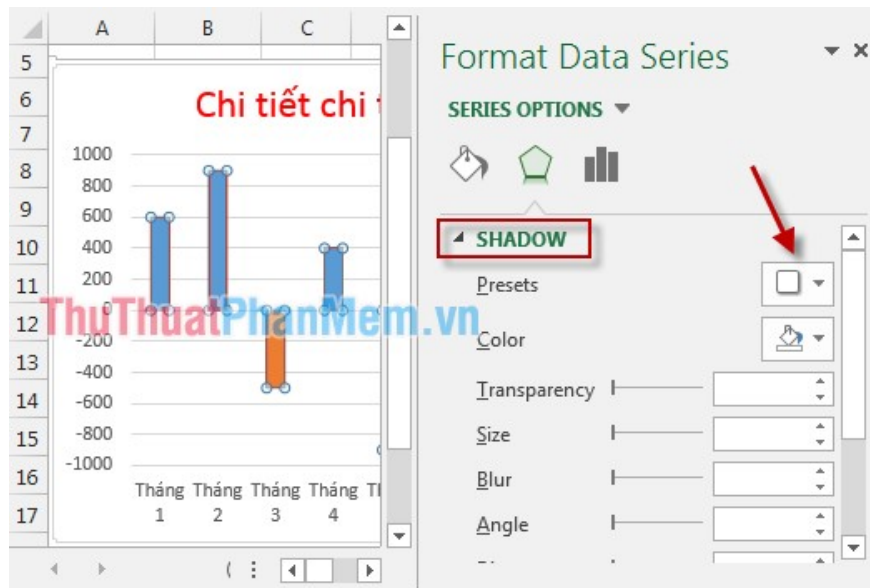 A B C
5
6
7
8
9
10
11
12
13
14
15
16
17
Chi tiết chi
1000
800
600
400
200
0
-200
-400
-600
-800
-1000
Tháng Tháng Tháng Tháng
1 2 3 4
ThuThuatPhanMem.vn
Format Data Series
SERIES OPTIONS
SHADOW
Presets
Color
Transparency
Size
Blur
Angle